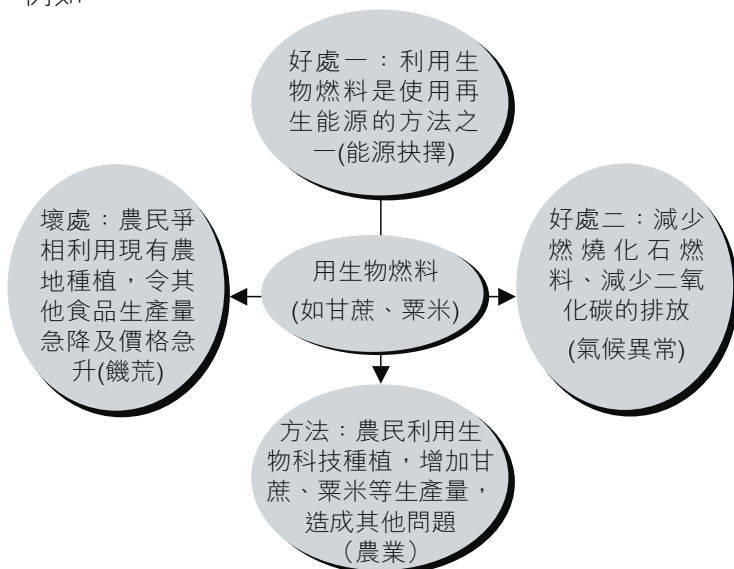 例如
好處一：利用生
物燃料是使用再
生能源的方法之
一(能源抉擇)
壞處：農民爭
相利用現有農
地種植，令其
他食品生產量
急降及價格急
升(饑荒)
用生物燃料
(如甘蔗、粟米)
好處二：減少
燃燒化石燃
料、減少二氧
化碳的排放
(氣候異常)
方法：農民利用生
物科技種植，增加甘
蔗、粟米等生產量，
造成其他問題
（農業）